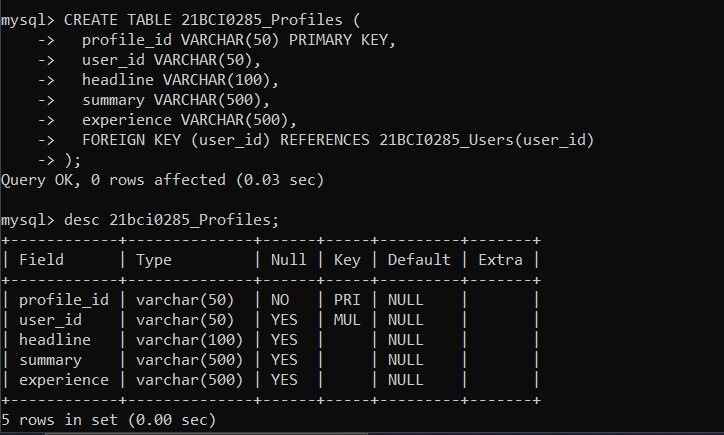 mysql> CREATE TABLE 21BCI0285_Profiles (
    ->   profile_id VARCHAR(50) PRIMARY KEY,
    ->   user_id VARCHAR(50),
    ->   headline VARCHAR(100),
    ->   summary VARCHAR(500),
    ->   experience VARCHAR(500),
    ->   FOREIGN KEY (user_id) REFERENCES 21BCI0285_Users(user_id)
    -> );
Query OK, 0 rows affected (0.03 sec)
mysql> desc 21bci0285_Profiles;
+------------+--------------+------+-----+---------+-------+
| Field      | Type         | Null | Key | Default | Extra |
+------------+--------------+------+-----+---------+-------+
| profile_id | varchar(50)  | NO   | PRI | NULL    |       |
| user_id    | varchar(50)  | YES  | MUL | NULL    |       |
| headline   | varchar(100) | YES  |     | NULL    |       |
| summary    | varchar(500) | YES  |     | NULL    |       |
| experience | varchar(500) | YES  |     | NULL    |       |
+------------+--------------+------+-----+---------+-------+
5 rows in set (0.00 sec)